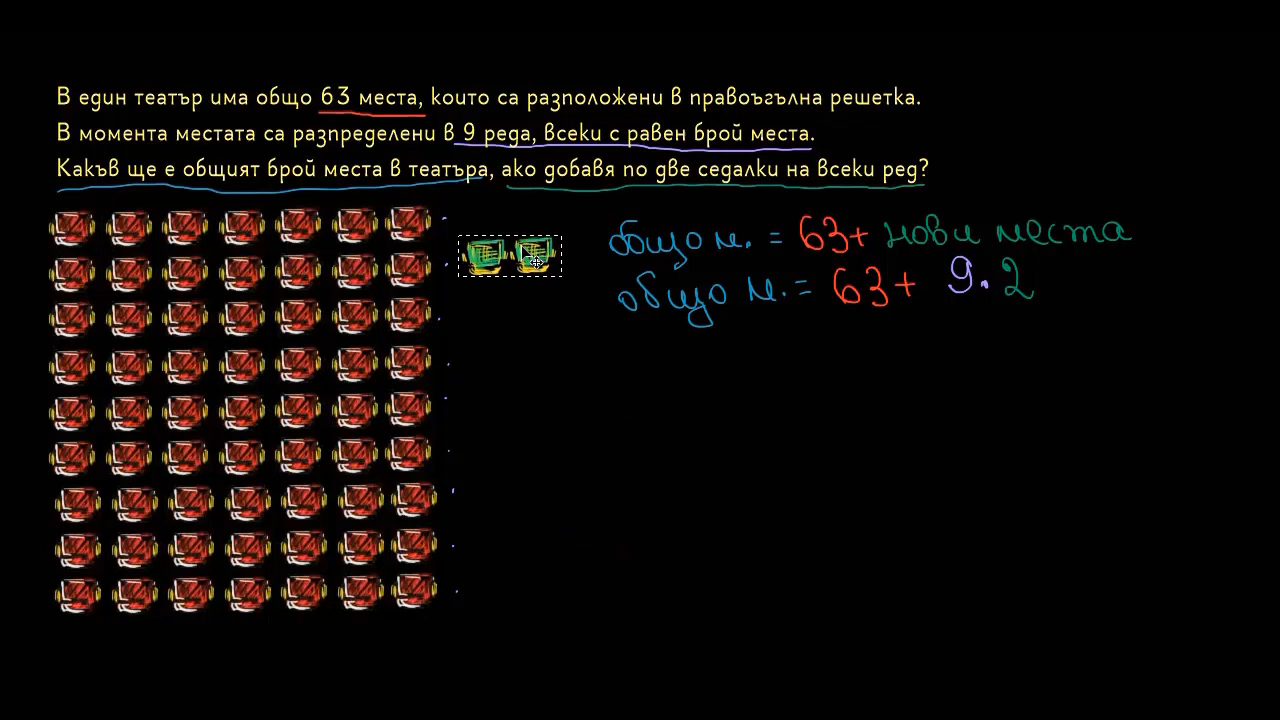 В един театър има общо 63 места, които са разположени в правоъгълна решетка.
В момента местата са разпределени в 9 реда, всеки с равен брой места.
Какъв ще е общият брой места в театъра, ако добавя по две седалки на всеки ред?
общо м. = 63+ нови места
общо м. = 63+ 9. 2